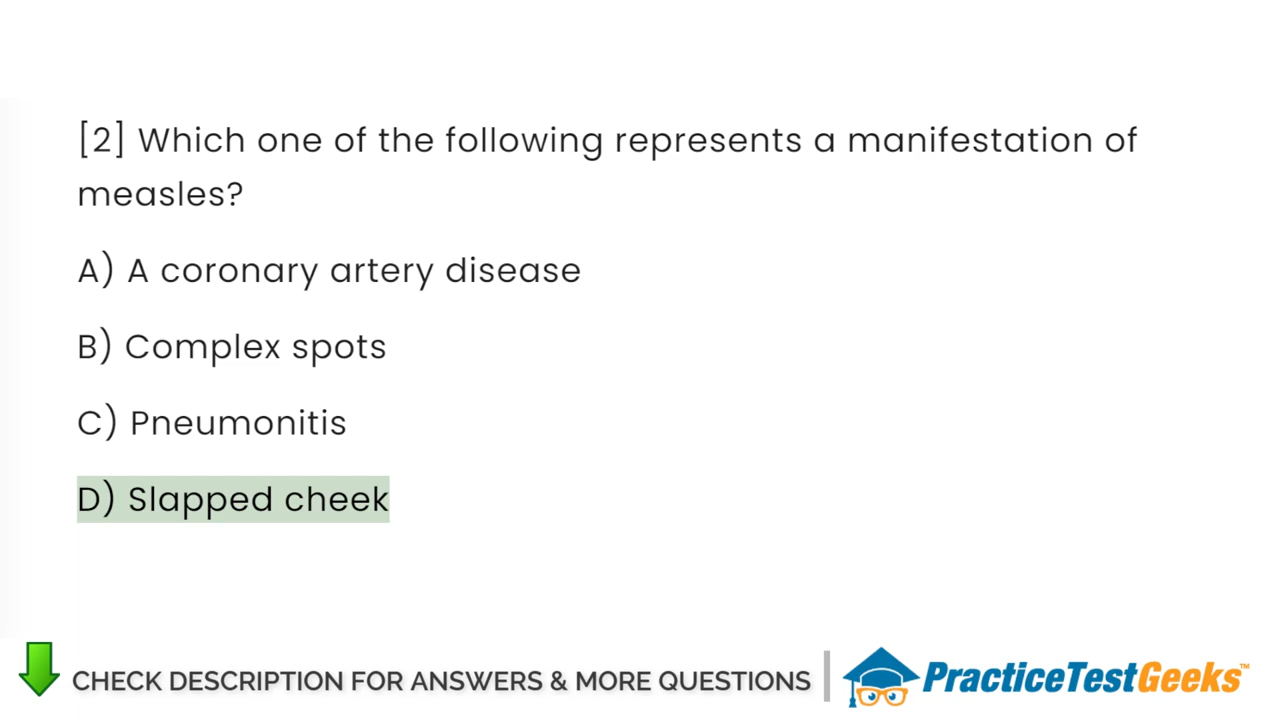 [2] Which one of the following represents a manifestation of
measles?
A) A coronary artery disease
B) Complex spots
C) Pneumonitis
D) Slapped cheek
CHECK DESCRIPTION FOR ANSWERS & MORE QUESTIONS
PracticeTestGeeks™